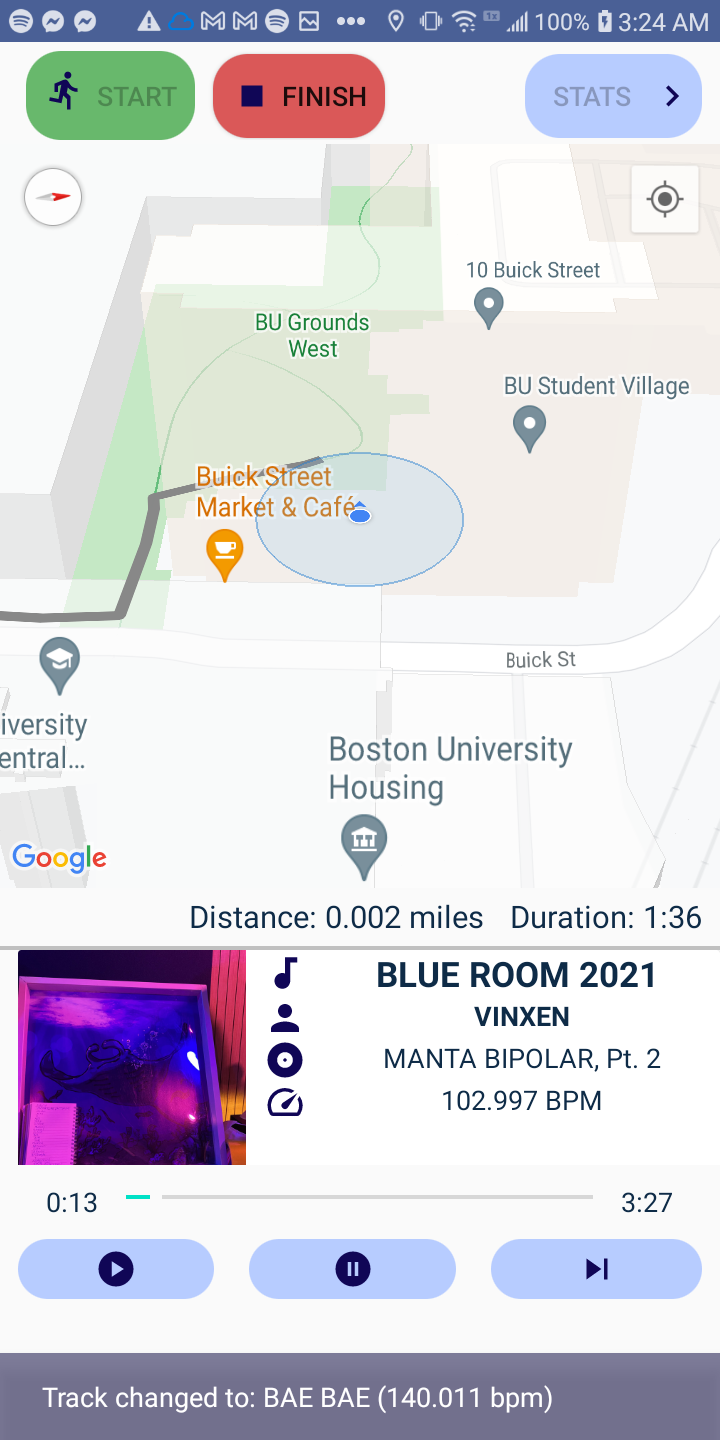 1x 100% 3:24 AM
START FINISH STATS
10 Buick Street
BU Grounds
West
BU Student Village
Buick Street
Market & Café
Buick St
iversity
entral...
Boston University
Housing
Google
Distance: 0.002 miles Duration: 1:36
BLUE ROOM 2021
VINXEN
MANTA BIPOLAR, Pt. 2
102.997 BPM
0:13 3:27
Track changed to: BAE BAE (140.011 bpm)